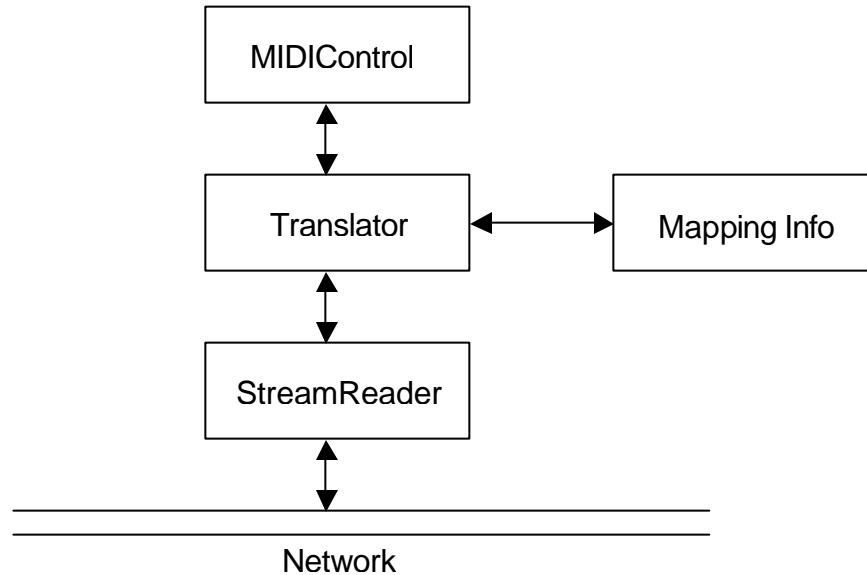 MIDIControl
Translator
Mapping Info
StreamReader
Network